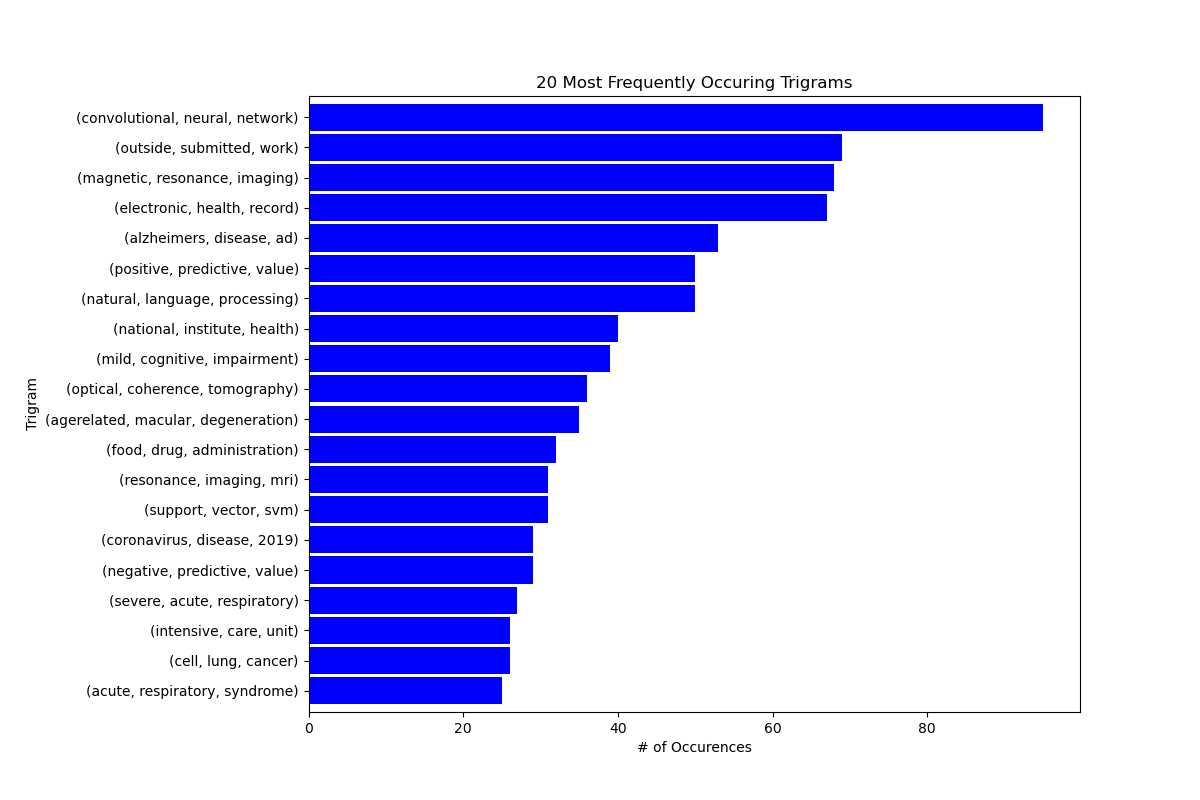 20 Most Frequently Occuring Trigrams
Trigram
(convolutional, neural, network)
(outside, submitted, work)
(magnetic, resonance, imaging)
(electronic, health, record)
(alzheimers, disease, ad)
(positive, predictive, value)
(natural, language, processing)
(national, institute, health)
(mild, cognitive, impairment)
(optical, coherence, tomography)
(agerelated, macular, degeneration)
(food, drug, administration)
(resonance, imaging, mri)
(support, vector, svm)
(coronavirus, disease, 2019)
(negative, predictive, value)
(severe, acute, respiratory)
(intensive, care, unit)
(cell, lung, cancer)
(acute, respiratory, syndrome)
0 20 40 60 80
# of Occurences